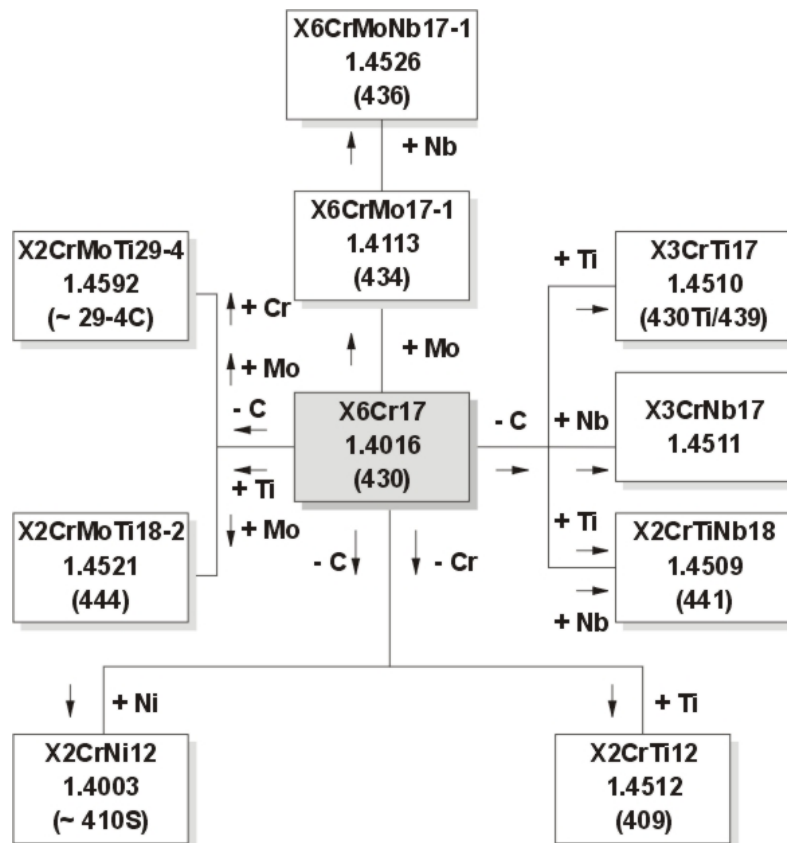 X6CrMoNb17-1
1.4526
(436)
+ Nb
X6CrMo17-1
1.4113
(434)
X2CrMoTi29-4
1.4592
(~ 29-4C)
+ Ti
X3CrTi17
1.4510
(430Ti/439)
+ Cr
+ Mo
+ Mo
- C
X6Cr17
1.4016
(430)
- C
+ Nb
X3CrNb17
1.4511
+ Ti
+ Mo
X2CrMoTi18-2
1.4521
(444)
- C
- Cr
+ Ti
X2CrTiNb18
1.4509
(441)
+ Nb
+ Ni
X2CrNi12
1.4003
(~ 410S)
+ Ti
X2CrTi12
1.4512
(409)